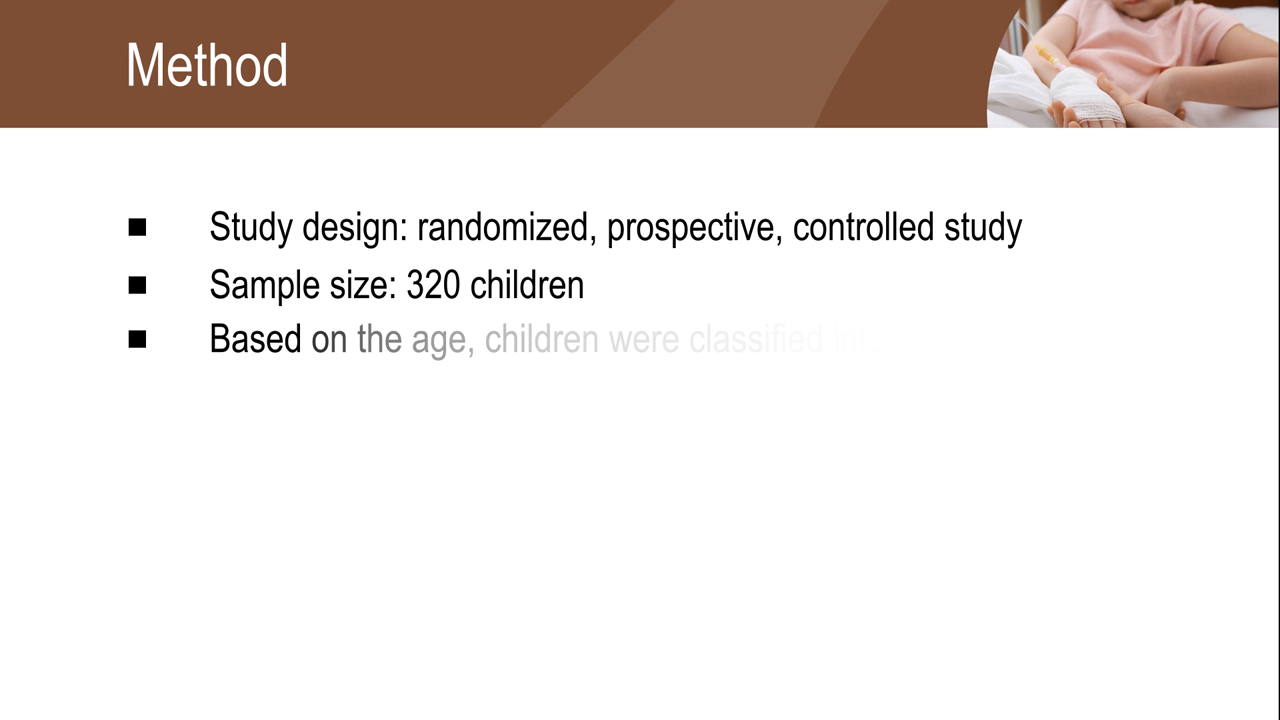 Method
Study design: randomized, prospective, controlled study
Sample size: 320 children
Based on the age, children were classified